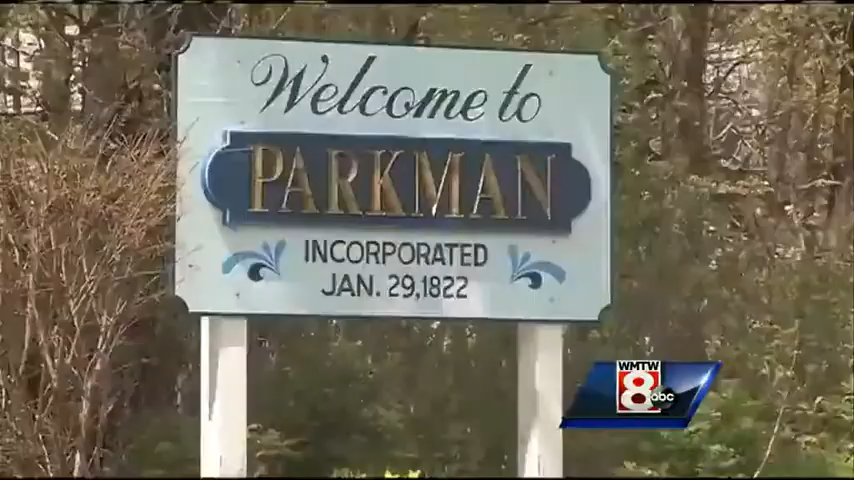 Welcome to
PARKMAN
INCORPORATED
JAN. 29,1822
WMTW
8
abc